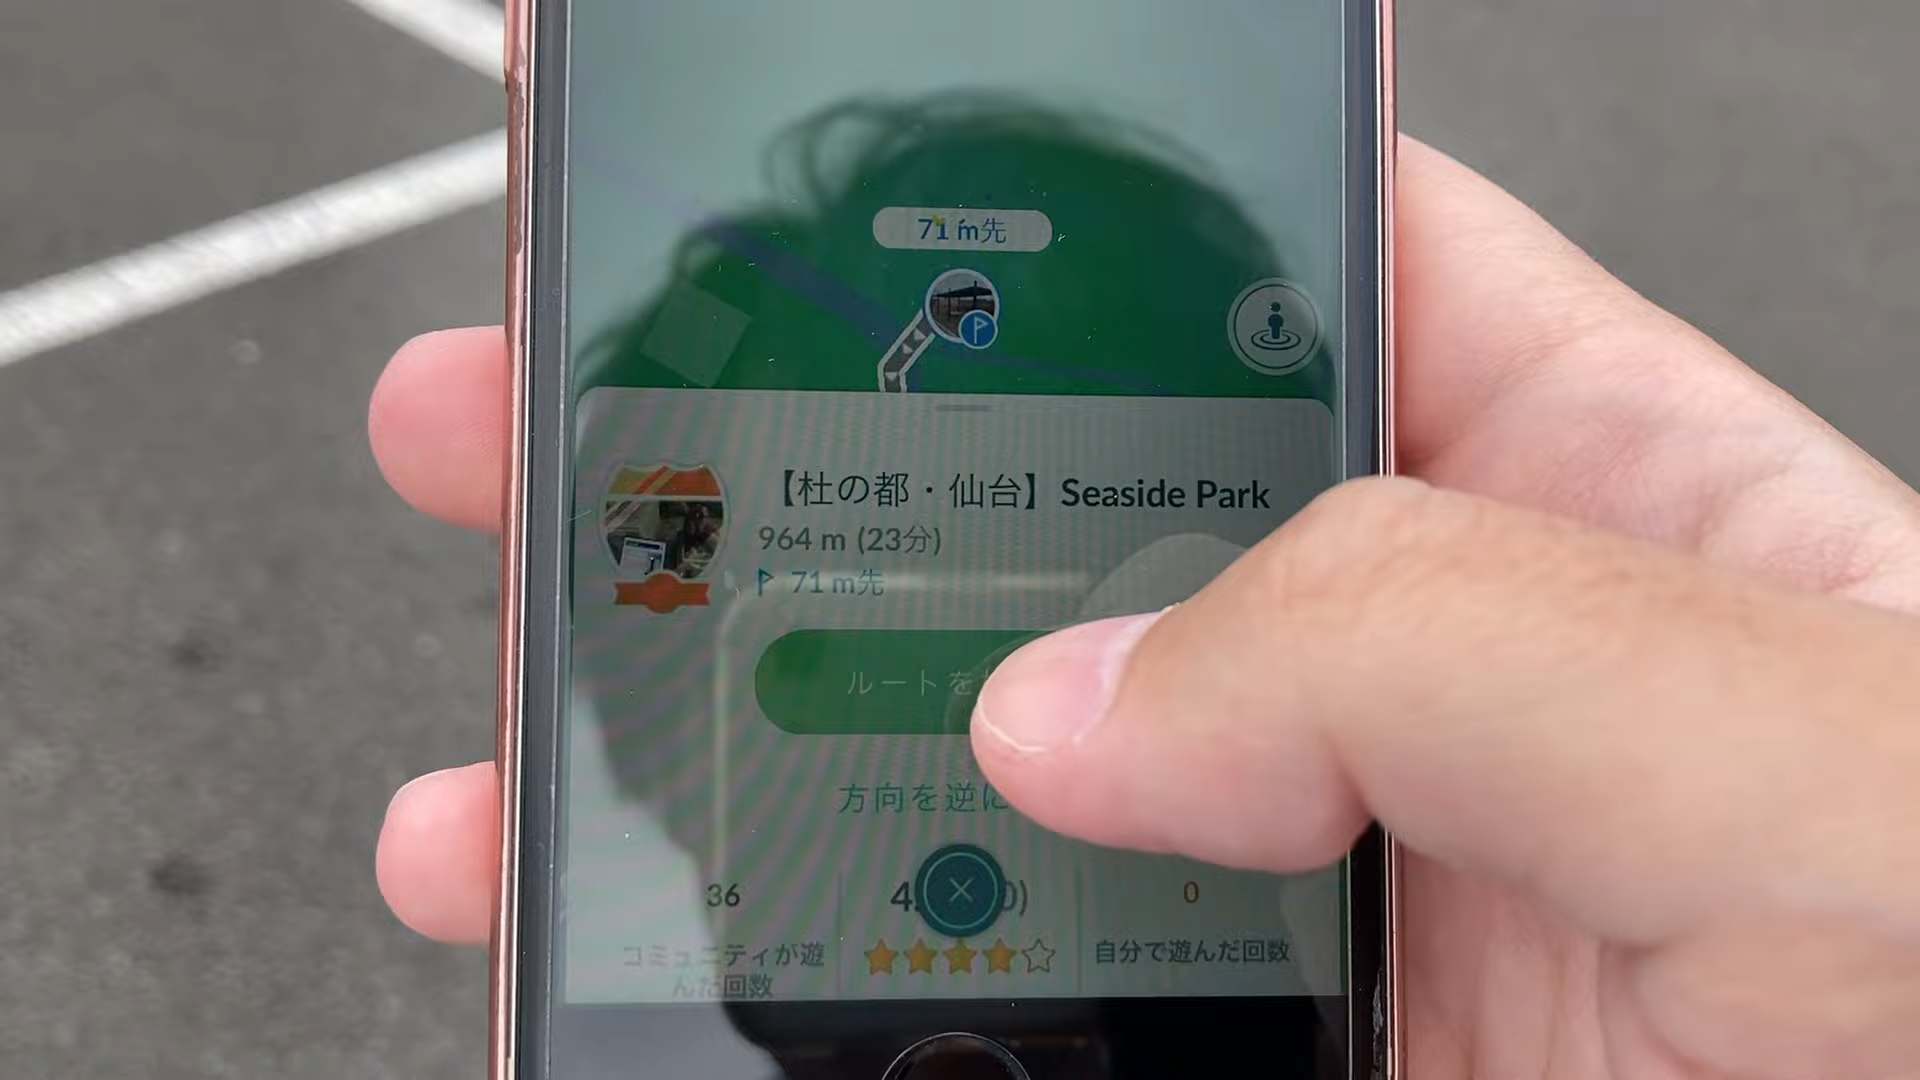 71 m先
【杜の都・仙台】Seaside Park
964 m (23分)
71 m先
ルートを
方向を逆に
36
4.
0)
0
コミュニティが遊
んだ回数
自分で遊んだ回数